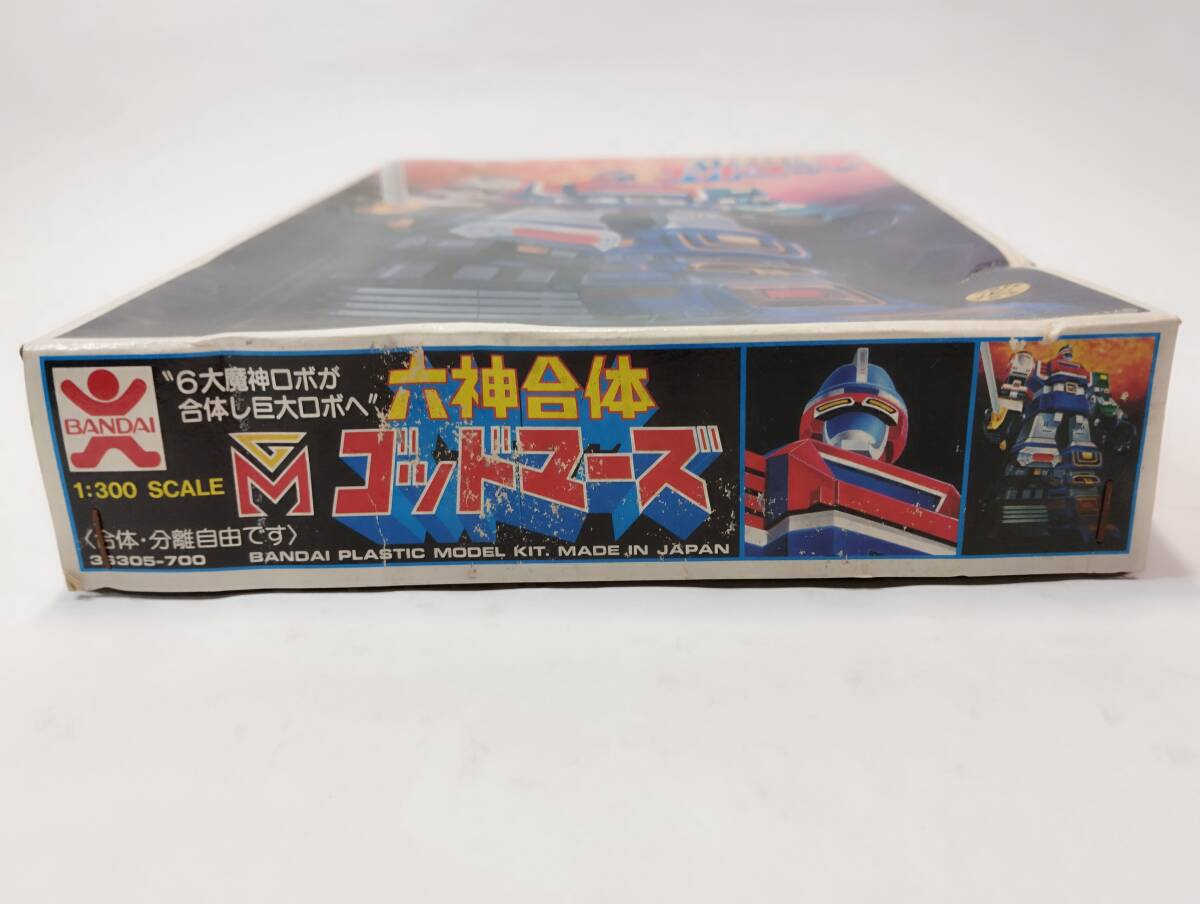 BANDAI
"6大魔神ロボが
合体し巨大ロボへ"
六神合体
GM
ゴッドマーズ
1:300 SCALE
〈合体・分離自由です〉
36305-700
BANDAI PLASTIC MODEL KIT. MADE IN JAPAN